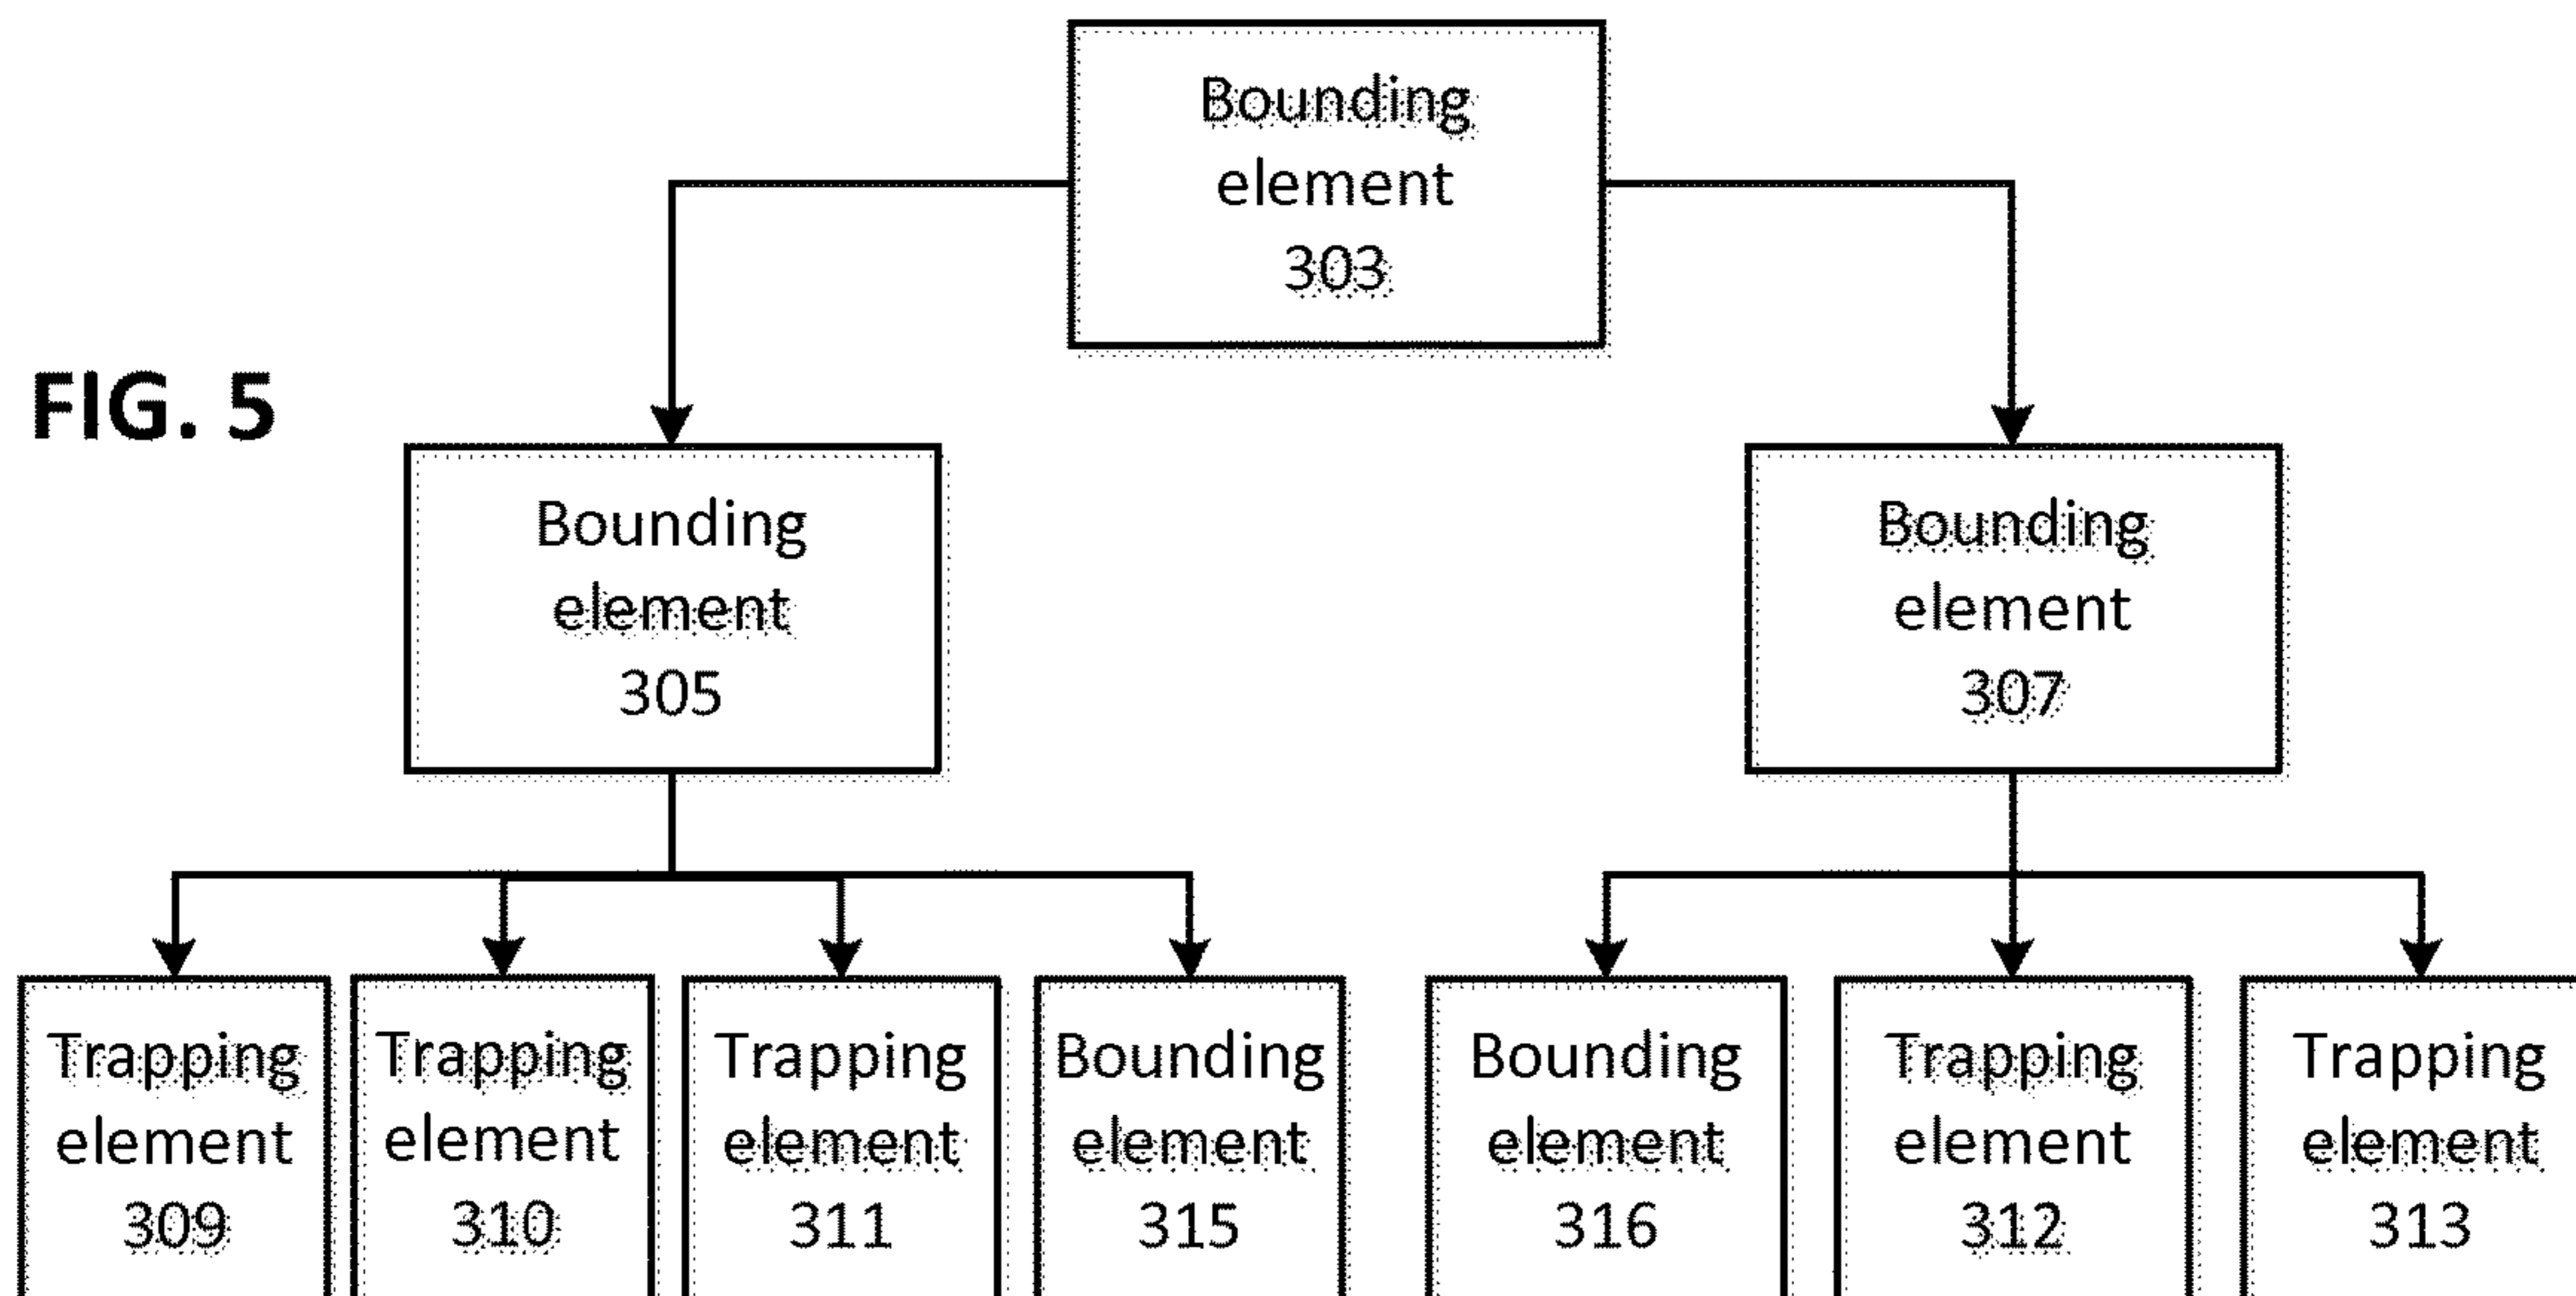 Bounding
element
303
FIG. 5
Bounding
element
305
Bounding
element
307
Trapping
element
309
Trapping
element
310
Trapping
element
311
Bounding
element
315
Bounding
element
316
Trapping
element
312
Trapping
element
313